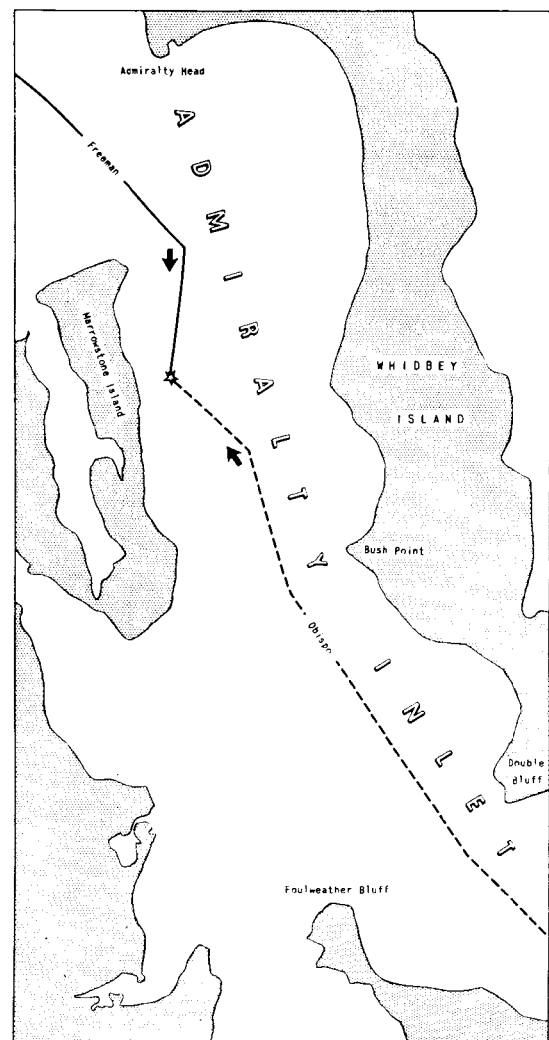 Admiralty Head
ADMIRALTY INLET
Freeman
Marrowstone Island
WHIDBEY
ISLAND
Bush Point
Obispo
Double
Bluff
Foulweather Bluff